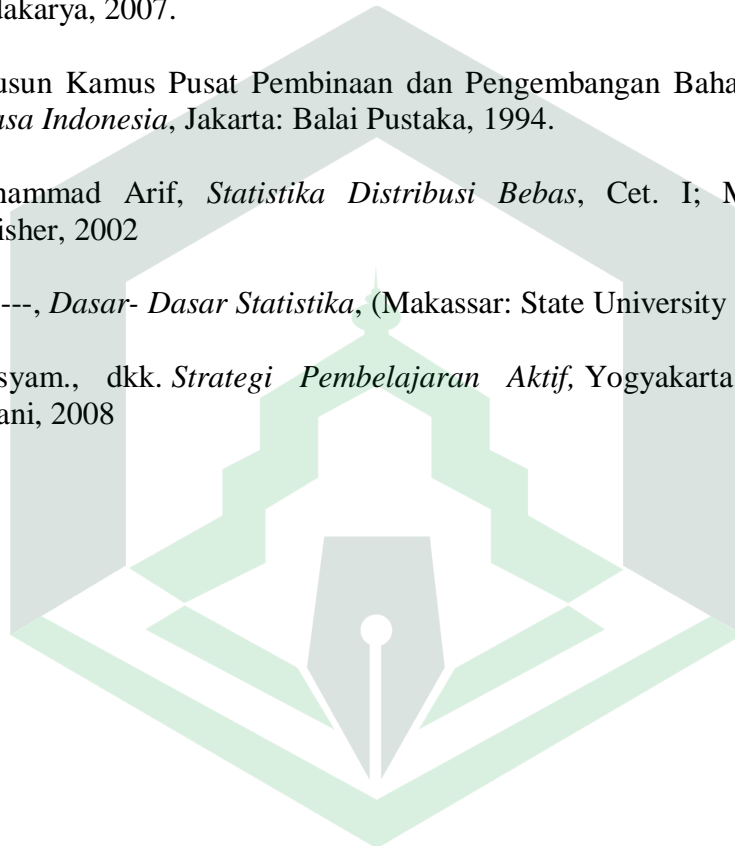 dakarya, 2007.
usun Kamus Pusat Pembinaan dan Pengembangan Baha
asa Indonesia, Jakarta: Balai Pustaka, 1994.
hammad Arif, Statistika Distribusi Bebas, Cet. I; M
isher, 2002
---, Dasar- Dasar Statistika, (Makassar: State University
syam., dkk. Strategi Pembelajaran Aktif, Yogyakarta
ani, 2008